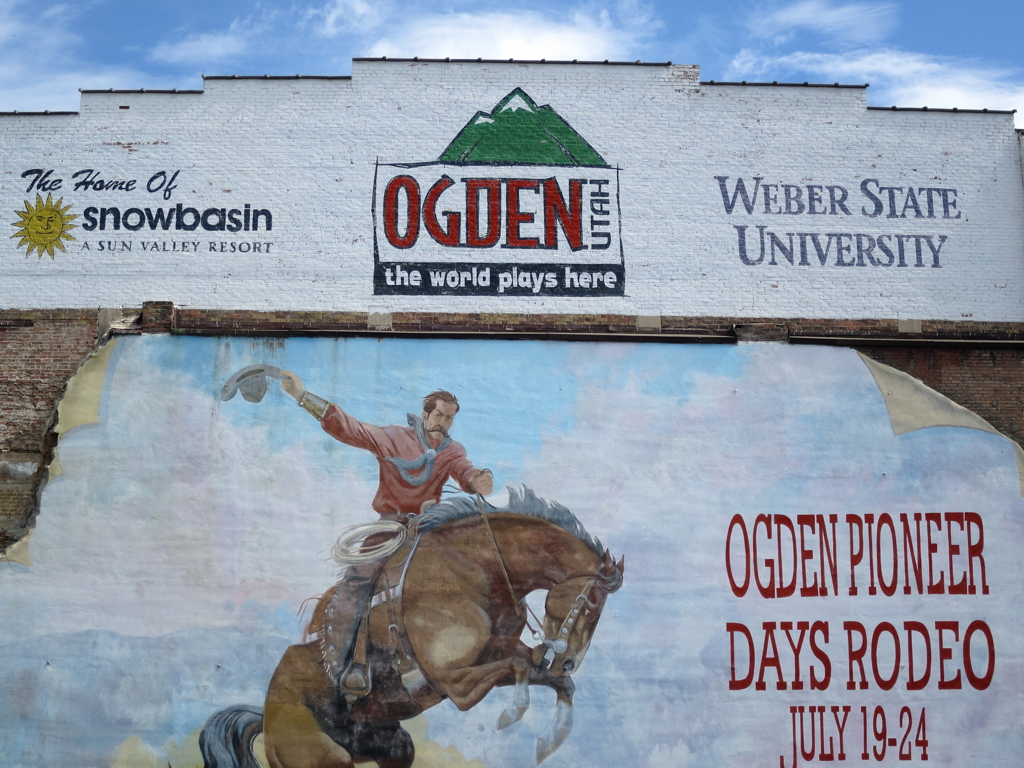 The Home Of
snowbasin
A SUN VALLEY RESORT
OGDEN UTAH
the world plays here
WEBER STATE
UNIVERSITY
OGDEN PIONEER
DAYS RODEO
JULY 19-24